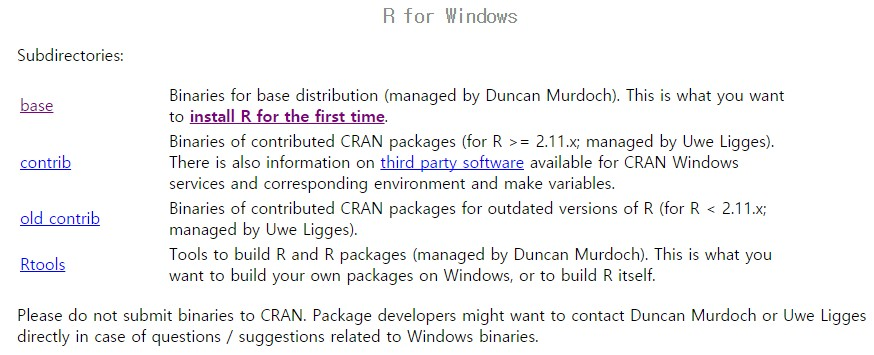 R for Windows
Subdirectories:
base
Binaries for base distribution (managed by Duncan Murdoch). This is what you want
to install R for the first time.
contrib
Binaries of contributed CRAN packages (for R >= 2.11.x; managed by Uwe Ligges).
There is also information on third party software available for CRAN Windows
services and corresponding environment and make variables.
old contrib
Binaries of contributed CRAN packages for outdated versions of R (for R < 2.11.x;
managed by Uwe Ligges).
Rtools
Tools to build R and R packages (managed by Duncan Murdoch). This is what you
want to build your own packages on Windows, or to build R itself.
Please do not submit binaries to CRAN. Package developers might want to contact Duncan Murdoch or Uwe Ligges
directly in case of questions / suggestions related to Windows binaries.